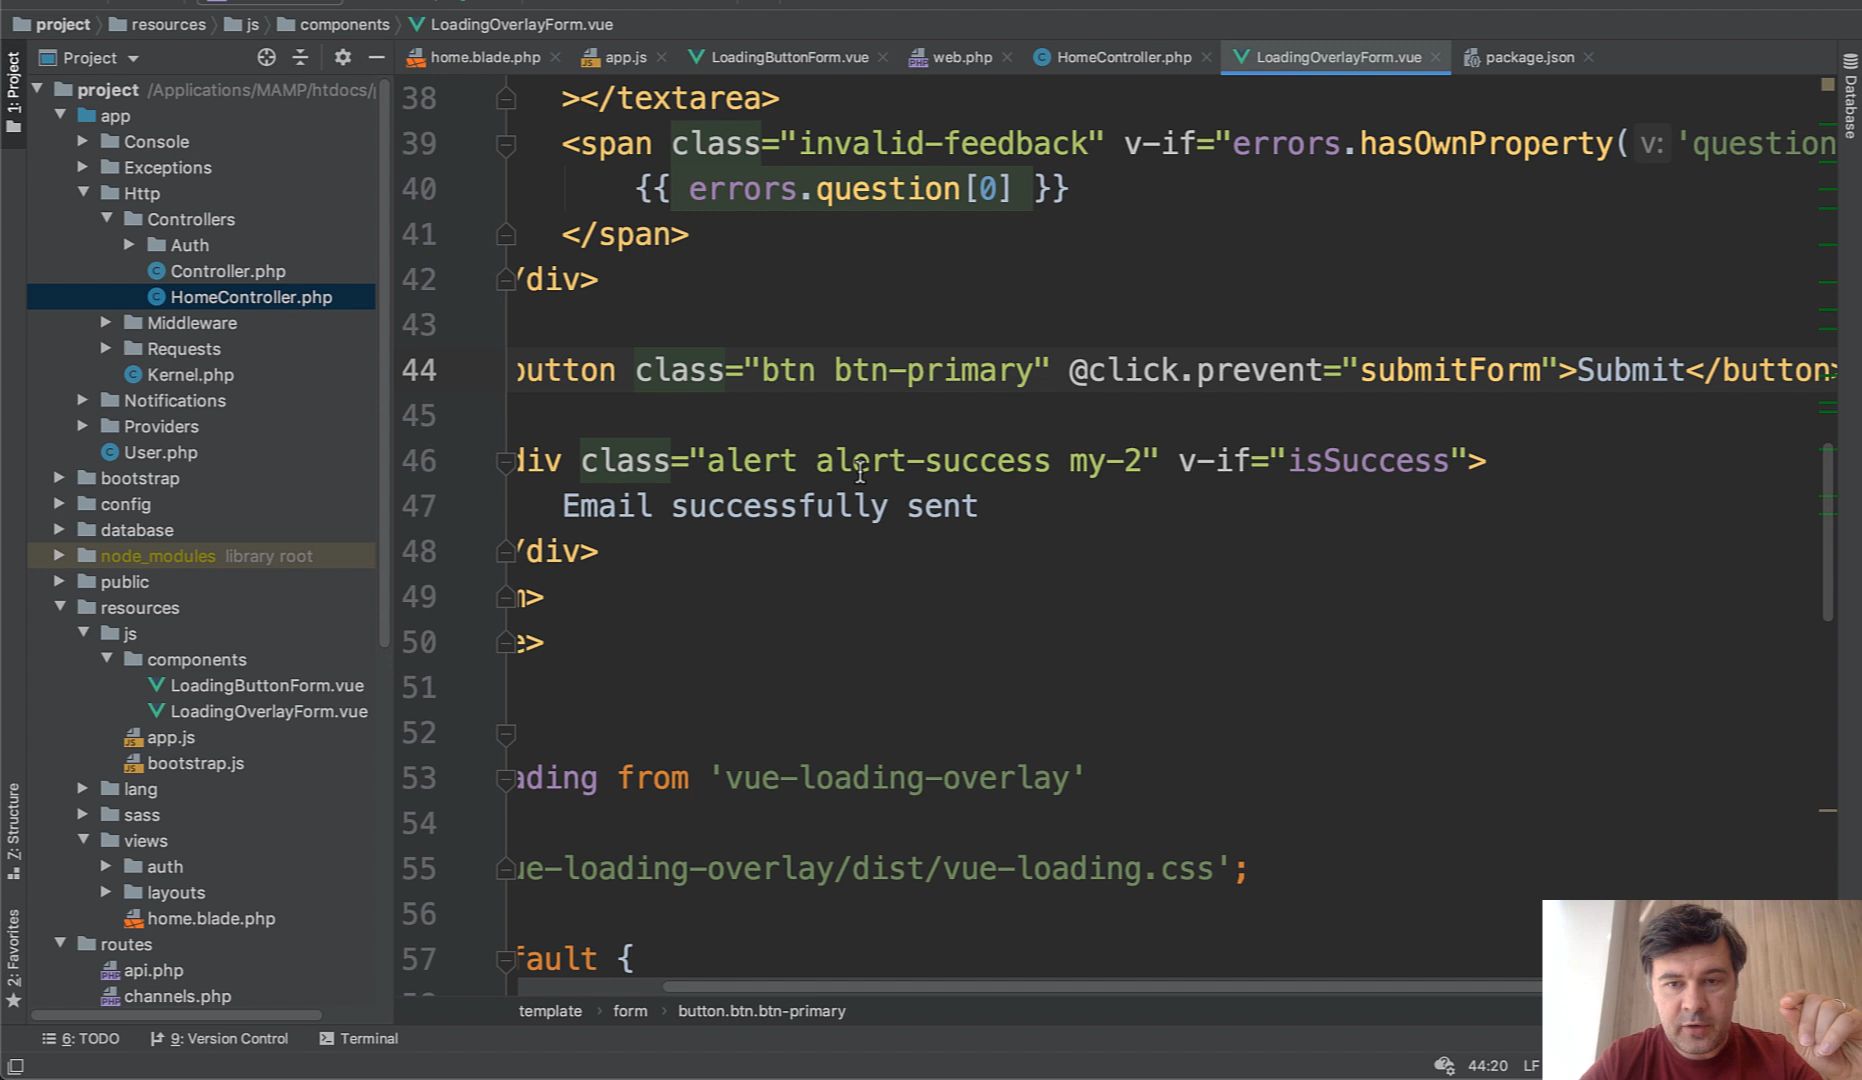 project resources js components LoadingOverlayForm.vue
Project
home.blade.php app.js LoadingButtonForm.vue web.php HomeController.php LoadingOverlayForm.vue package.json
1: Project
Z: Structure
2: Favorites
Database
project /Applications/MAMP/htdocs/
app
Console
Exceptions
Http
Controllers
Auth
Controller.php
HomeController.php
Middleware
Requests
Kernel.php
Notifications
Providers
User.php
bootstrap
config
database
node_modules library root
public
resources
js
components
LoadingButtonForm.vue
LoadingOverlayForm.vue
app.js
bootstrap.js
lang
sass
views
auth
layouts
home.blade.php
routes
api.php
channels.php
38 ></textarea>
39 <span class="invalid-feedback" v-if="errors.hasOwnProperty( v: 'question
40 {{ errors.question[0] }}
41 </span>
42 /div>
43
44 button class="btn btn-primary" @click.prevent="submitForm">Submit</button>
45
46 div class="alert alert-success my-2" v-if="isSuccess">
47 Email successfully sent
48 /div>
49 m>
50 e>
51
52
53 ading from 'vue-loading-overlay'
54
55 ue-loading-overlay/dist/vue-loading.css';
56
57 fault {
template form button.btn.btn-primary
6: TODO 9: Version Control Terminal
44:20 LF